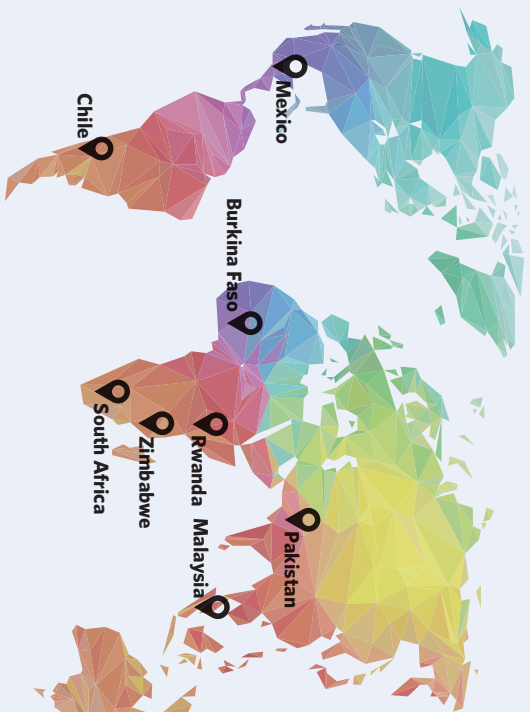 Mexico
Chile
Burkina Faso
South Africa
Zimbabwe
Rwanda
Malaysia
Pakistan